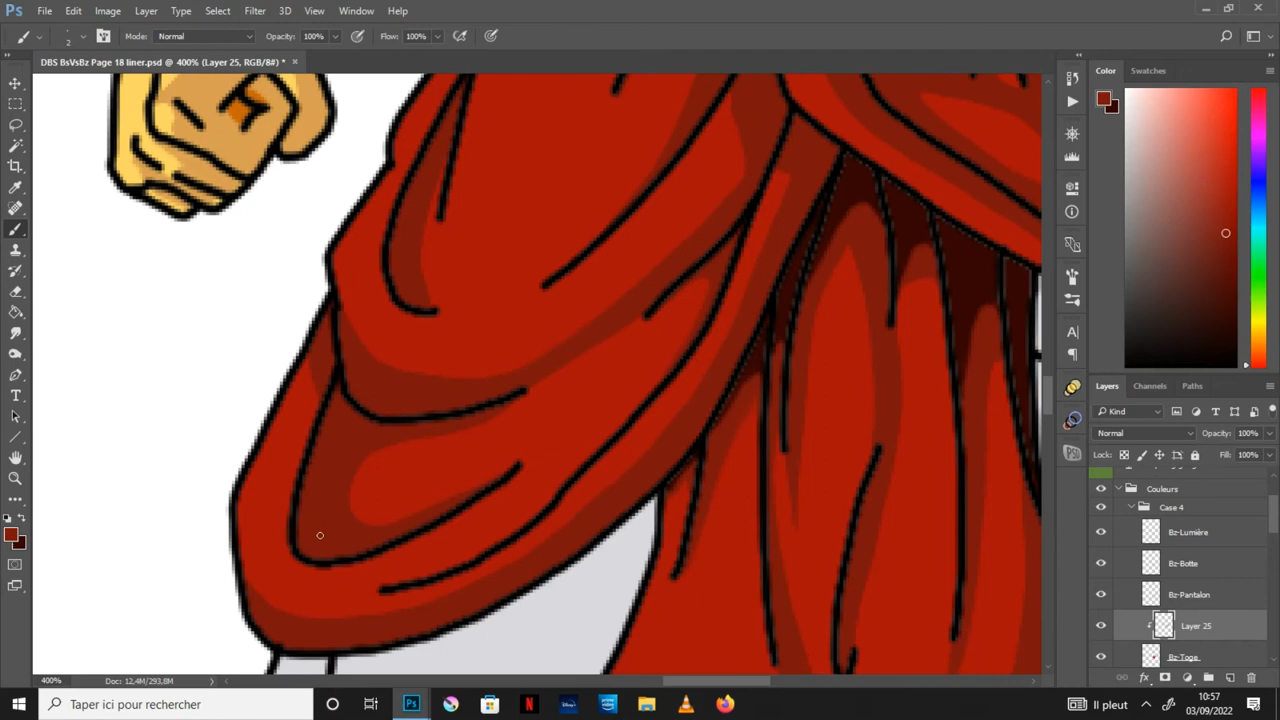 Ps File Edit Image Layer Type Select Filter 3D View Window Help
2 Mode: Normal Opacity: 100% Flow: 100%
DBS BsVsBz Page 18 liner.psd @ 400% (Layer 25, RGB/8#) *
Color Swatches
Layers Channels Paths
Kind
Normal Opacity: 100%
Lock: Fill: 100%
Couleurs
Case 4
Bz-Lumière
Bz-Botte
Bz-Pantalon
Layer 25
Bz-Toge
400% Doc: 12,4M/293,8M
Taper ici pour rechercher
Il pleut
10:57
03/09/2022